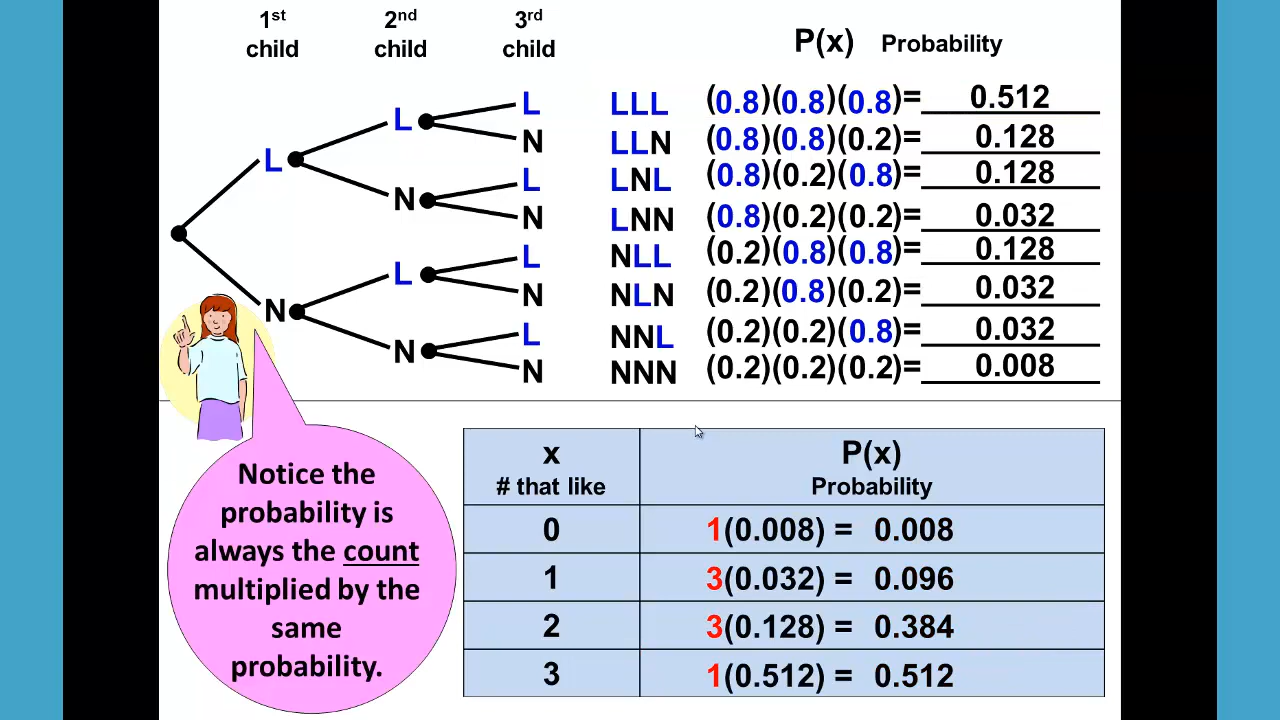 1st 2nd 3rd
child child child
P(x) Probability
L
N
L
N
L
N
L
N
L
N
L
N
L
N
LLL (0.8)(0.8)(0.8)= 0.512
LLN (0.8)(0.8)(0.2)= 0.128
LNL (0.8)(0.2)(0.8)= 0.128
LNN (0.8)(0.2)(0.2)= 0.032
NLL (0.2)(0.8)(0.8)= 0.128
NLN (0.2)(0.8)(0.2)= 0.032
NNL (0.2)(0.2)(0.8)= 0.032
NNN (0.2)(0.2)(0.2)= 0.008
Notice the
probability is
always the count
multiplied by the
same
probability.
x P(x)
# that like Probability
0 1(0.008) = 0.008
1 3(0.032) = 0.096
2 3(0.128) = 0.384
3 1(0.512) = 0.512